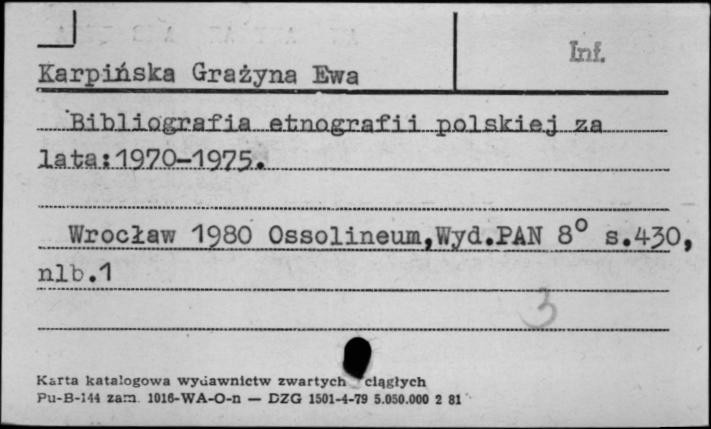 Inf.
Karpińska Grażyna Ewa
Bibliografia etnografii polskiej za
lata:1970-1975.
Wrocław 1980 Ossolineum,Wyd.PAN 8° s.430,
nlb.1
3
Karta katalogowa wydawnictw zwartych ciągłych
Pu-B-144 zam. 1016-WA-O-n — DZG 1501-4-79 5.050.000 2 81